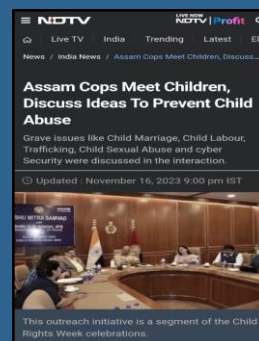 NDTV
LIVE NOW
NDTV | Profit
Live TV India Trending Latest
News / India News / Assam Cops Meet Children, Discuss...
Assam Cops Meet Children,
Discuss Ideas To Prevent Child
Abuse
Grave issues like Child Marriage, Child Labour,
Trafficking, Child Sexual Abuse and cyber
Security were discussed in the interaction.
Updated : November 16, 2023 9:00 pm IST
SHU MITRA SAMVAD
This outreach initiative is a segment of the Child
Rights Week celebrations.